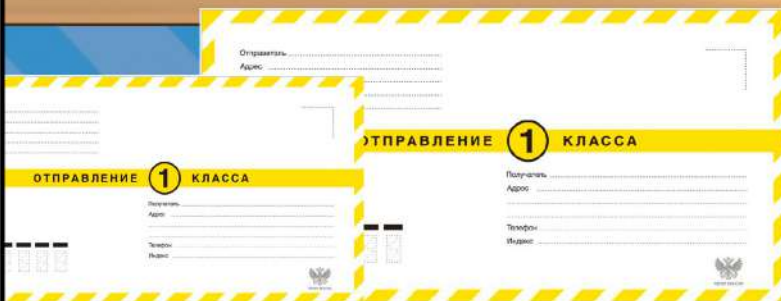 Отправитель
Адрес
ОТПРАВЛЕНИЕ 1 КЛАССА
Получатель
Адрес
Телефон
Индекс
ОТПРАВЛЕНИЕ 1 КЛАССА
Получатель
Адрес
Телефон
Индекс